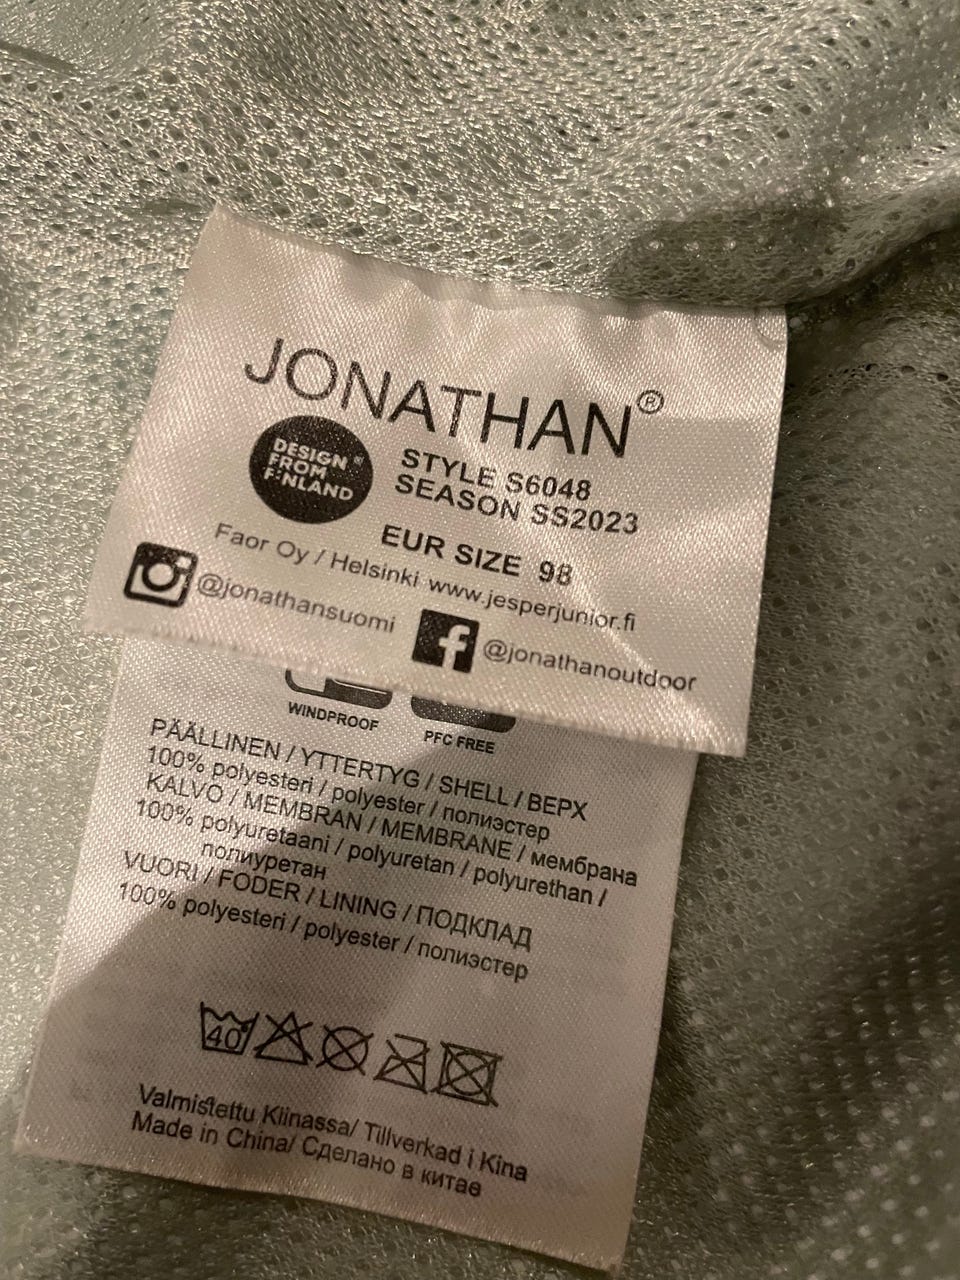 JONATHAN®
DESIGN
FROM
FINLAND
STYLE S6048
SEASON SS2023
EUR SIZE 98
Faor Oy / Helsinki www.jesperjunior.fi
@jonathansuomi
@jonathanoutdoor
WINDPROOF
PFC FREE
PÄÄLLINEN / YTTERTYG / SHELL / ВЕРХ
100% polyesteri / polyester / полиэстер
KALVO / MEMBRAN / MEMBRANE / мембрана
100% polyuretaani / polyuretan / polyurethan /
полиуретан
VUORI / FODER / LINING / ПОДКЛАД
100% polyesteri / polyester / полиэстер
40
Valmistettu Kiinassa/ Tillverkad i Kina
Made in China/ Сделано в китае